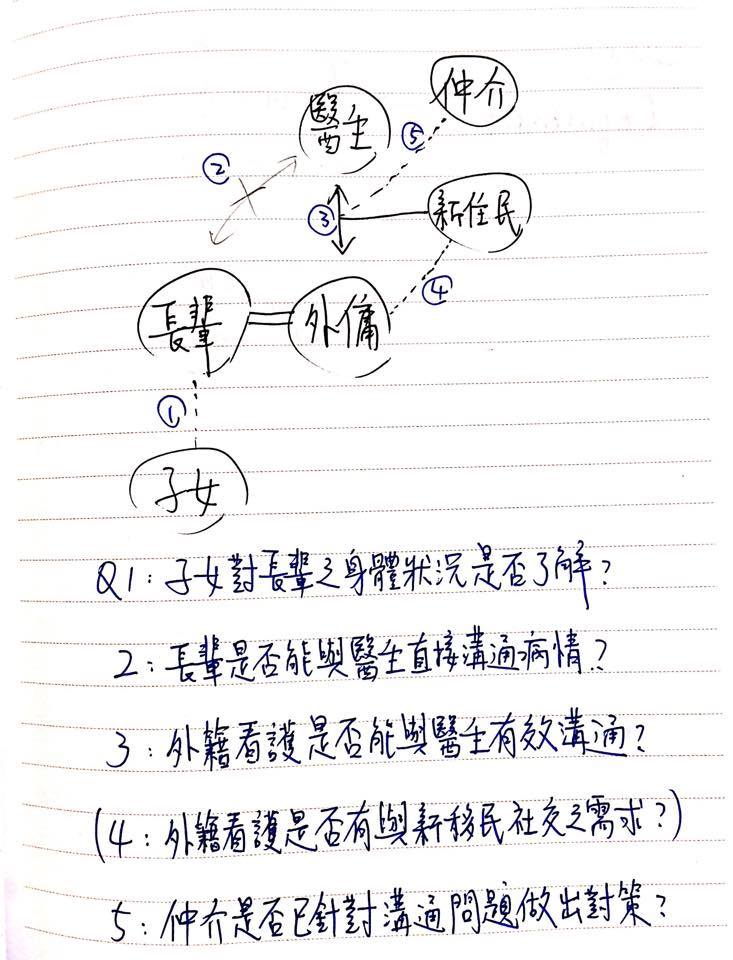 仲介
醫生
⑤
②
③
新住民
④
長輩
外傭
①
子女
Q1：子女對長輩之身體狀況是否了解？
2：長輩是否能與醫生直接溝通病情？
3：外籍看護是否能與醫生有效溝通？
(4：外籍看護是否有與新移民社交之需求？)
5：仲介是否已針對溝通問題做出對策？